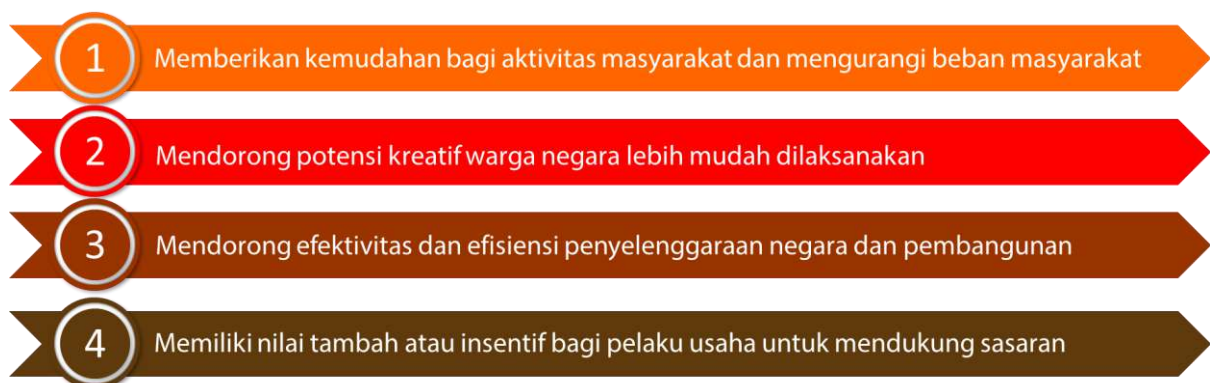 1 Memberikan kemudahan bagi aktivitas masyarakat dan mengurangi beban masyarakat
2 Mendorong potensi kreatif warga negara lebih mudah dilaksanakan
3 Mendorong efektivitas dan efisiensi penyelenggaraan negara dan pembangunan
4 Memiliki nilai tambah atau insentif bagi pelaku usaha untuk mendukung sasaran